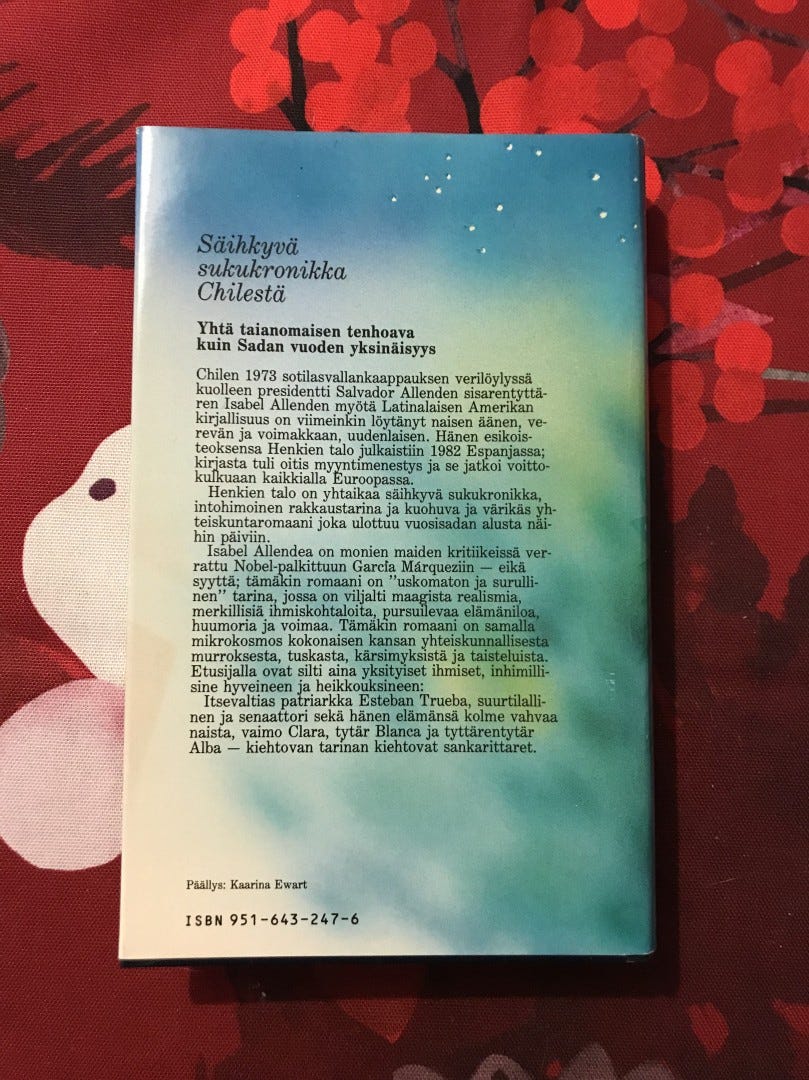 Säihkyvä
sukukronikka
Chilestä
Yhtä taianomaisen tenhoava
kuin Sadan vuoden yksinäisyys
Chilen 1973 sotilasvallankaappauksen verilöylyssä
kuolleen presidentti Salvador Allenden sisarentyttä-
ren Isabel Allenden myötä Latinalaisen Amerikan
kirjallisuus on viimeinkin löytänyt naisen äänen, ve-
revän ja voimakkaan, uudenlaisen. Hänen esikois-
teoksensa Henkien talo julkaistiin 1982 Espanjassa;
kirjasta tuli oitis myyntimenestys ja se jatkoi voitto-
kulkuaan kaikkialla Euroopassa.
Henkien talo on yhtaikaa säihkyvä sukukronikka,
intohimoinen rakkaustarina ja kuohuva ja värikäs yh-
teiskuntaromaani joka ulottuu vuosisadan alusta näi-
hin päiviin.
Isabel Allendea on monien maiden kritiikeissä ver-
rattu Nobel-palkittuun García Márqueziin — eikä
syyttä; tämäkin romaani on "uskomaton ja surulli-
nen" tarina, jossa on viljalti maagista realismia,
merkillisiä ihmiskohtaloita, pursuilevaa elämäniloa,
huumoria ja voimaa. Tämäkin romaani on samalla
mikrokosmos kokonaisen kansan yhteiskunnallisesta
murroksesta, tuskasta, kärsimyksistä ja taisteluista.
Etusijalla ovat silti aina yksityiset ihmiset, inhimilli-
sine hyveineen ja heikkouksineen:
Itsevaltias patriarkka Esteban Trueba, suurtilalli-
nen ja senaattori sekä hänen elämänsä kolme vahvaa
naista, vaimo Clara, tytär Blanca ja tyttärentytär
Alba — kiehtovan tarinan kiehtovat sankarittaret.
Päällys: Kaarina Ewart
ISBN 951-643-247-6